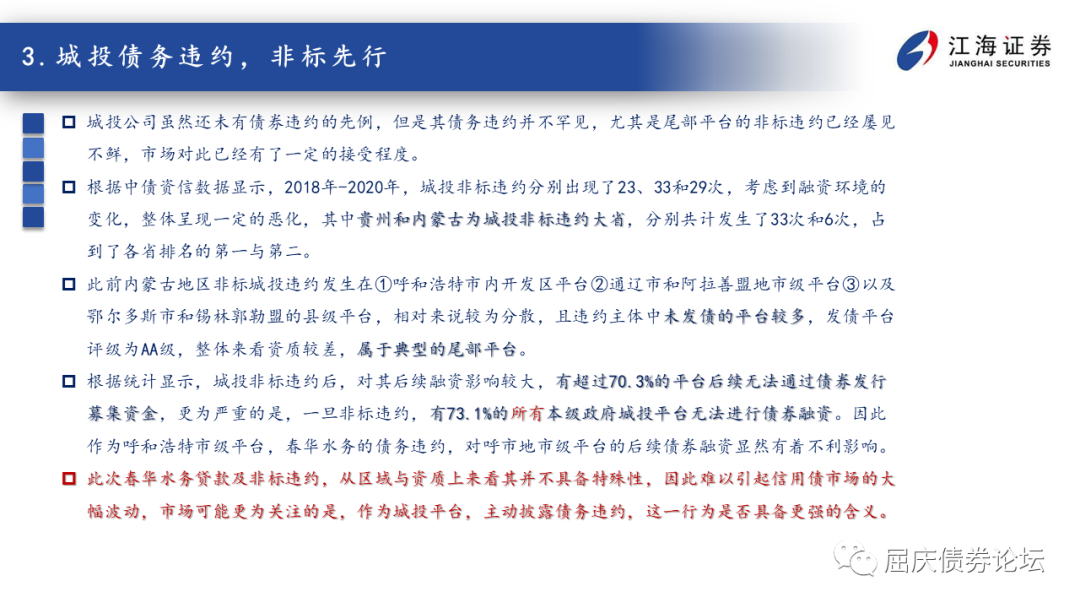 3.城投债务违约，非标先行
江海证券
JIANGHAI SECURITIES
城投公司虽然还未有债券违约的先例，但是其债务违约并不罕见，尤其是尾部平台的非标违约已经屡见
不鲜，市场对此已经有了一定的接受程度。
根据中债资信数据显示，2018年-2020年，城投非标违约分别出现了23、33和29次，考虑到融资环境的
变化，整体呈现一定的恶化，其中贵州和内蒙古为城投非标违约大省，分别共计发生了33次和6次，占
到了各省排名的第一与第二。
此前内蒙古地区非标城投违约发生在①呼和浩特市内开发区平台②通辽市和阿拉善盟地市级平台③以及
鄂尔多斯市和锡林郭勒盟的县级平台，相对来说较为分散，且违约主体中未发债的平台较多，发债平台
评级为AA级，整体来看资质较差，属于典型的尾部平台。
根据统计显示，城投非标违约后，对其后续融资影响较大，有超过70.3%的平台后续无法通过债券发行
募集资金，更为严重的是，一旦非标违约，有73.1%的所有本级政府城投平台无法进行债券融资。因此
作为呼和浩特市级平台，春华水务的债务违约，对呼市地市级平台的后续债券融资显然有着不利影响。
此次春华水务贷款及非标违约，从区域与资质上来看其并不具备特殊性，因此难以引起信用债市场的大
幅波动，市场可能更为关注的是，作为城投平台，主动披露债务违约，这一行为是否具备更强的含义。
屈庆债券论坛